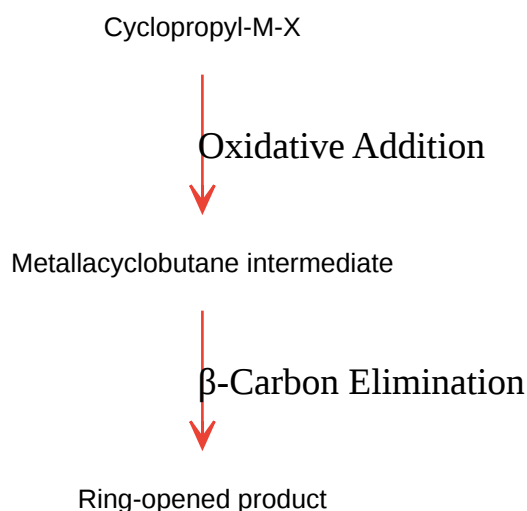 Cyclopropyl-M-X
Oxidative Addition
Metallacyclobutane intermediate
β-Carbon Elimination
Ring-opened product